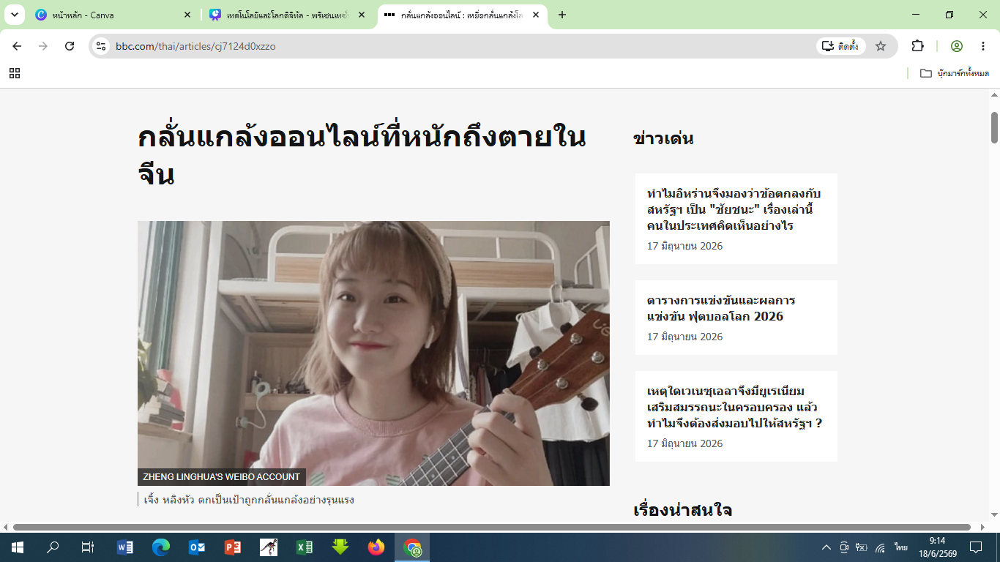 หน้าหลัก - Canva
เทคโนโลยีและโลกดิจิทัล - พรีเซนเทชั่
กลั่นแกล้งออนไลน์ : เหยื่อกลั่นแกล้งโล
bbc.com/thai/articles/cj7124d0xzzo
ติดตั้ง
บุ๊กมาร์กทั้งหมด
กลั่นแกล้งออนไลน์ที่หนักถึงตายใน
จีน
ZHENG LINGHUA'S WEIBO ACCOUNT
เจิ้ง หลิงหัว ตกเป็นเป้าถูกกลั่นแกล้งอย่างรุนแรง
ข่าวเด่น
ทำไมอิหร่านจึงมองว่าข้อตกลงกับ
สหรัฐฯ เป็น "ชัยชนะ" เรื่องเล่านี้
คนในประเทศคิดเห็นอย่างไร
17 มิถุนายน 2026
ตารางการแข่งขันและผลการ
แข่งขัน ฟุตบอลโลก 2026
17 มิถุนายน 2026
เหตุใดเวเนซุเอลาจึงมียูเรเนียม
เสริมสมรรถนะในครอบครอง แล้ว
ทำไมจึงต้องส่งมอบไปให้สหรัฐฯ ?
17 มิถุนายน 2026
เรื่องน่าสนใจ
ไทย
9:14
18/6/2569